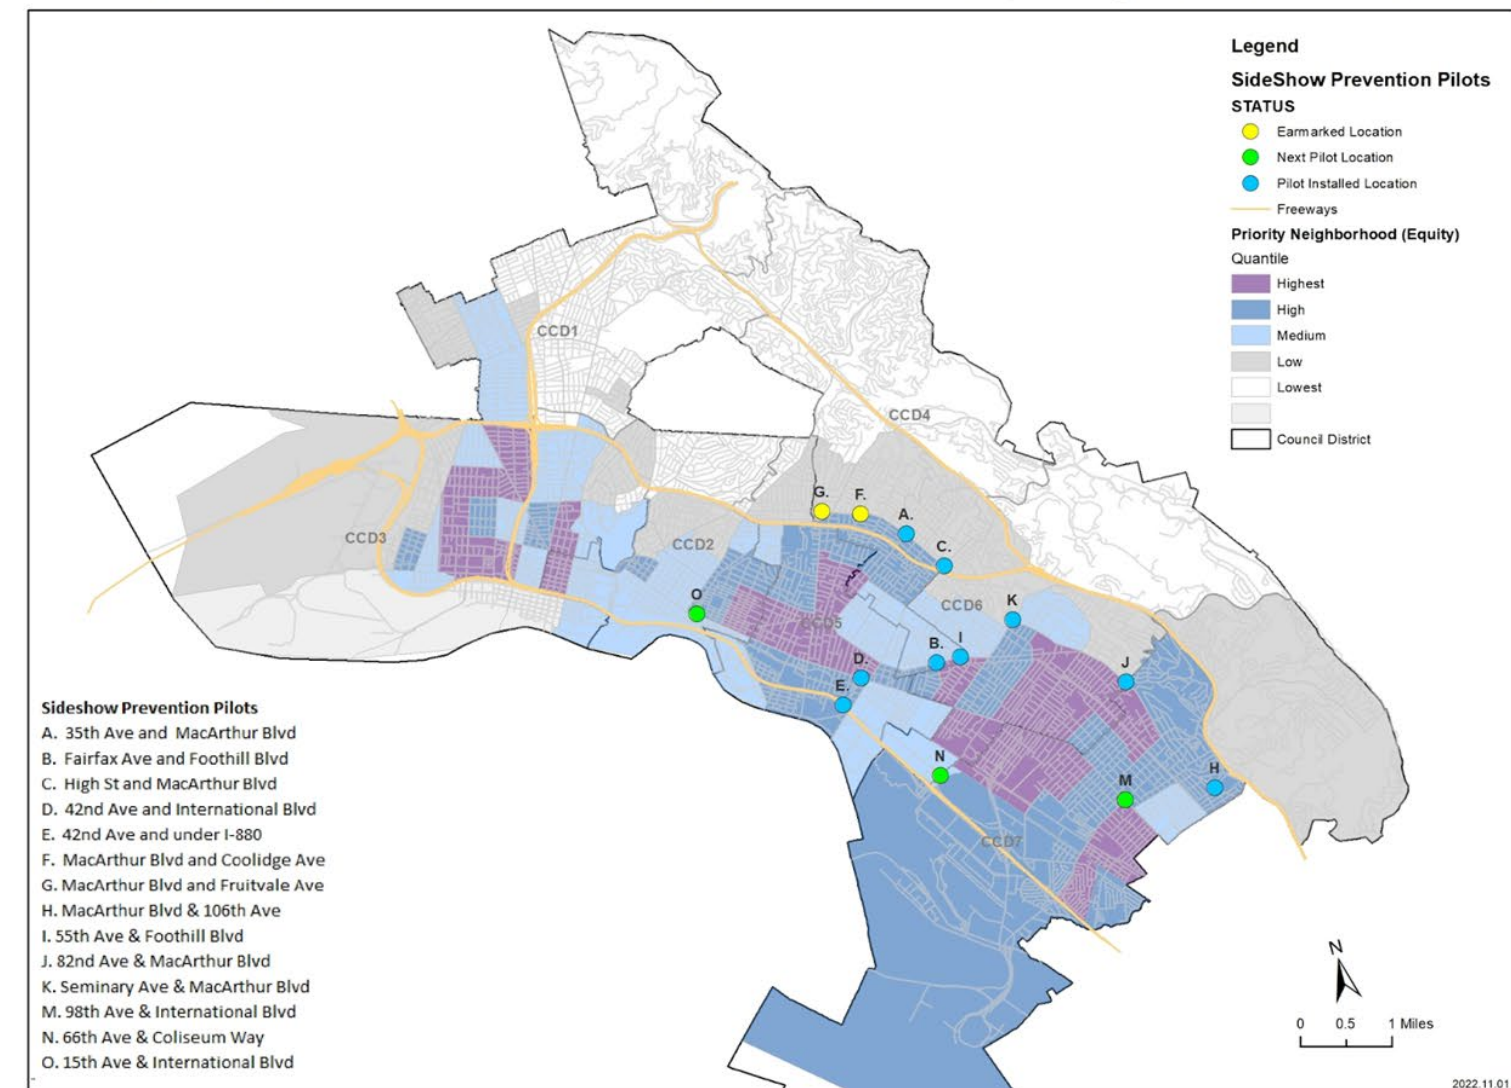 Legend
SideShow Prevention Pilots
STATUS
Earmarked Location
Next Pilot Location
Pilot Installed Location
Freeways
Priority Neighborhood (Equity)
Quantile
Highest
High
Medium
Low
Lowest
Council District
CCD1
CCD4
G.
F.
A.
CCD3
CCD2
C.
O
CCD6
K
CCD5
B.
I
D.
J
E.
N
H
M
CCD7
Sideshow Prevention Pilots
A. 35th Ave and MacArthur Blvd
B. Fairfax Ave and Foothill Blvd
C. High St and MacArthur Blvd
D. 42nd Ave and International Blvd
E. 42nd Ave and under I-880
F. MacArthur Blvd and Coolidge Ave
G. MacArthur Blvd and Fruitvale Ave
H. MacArthur Blvd & 106th Ave
I. 55th Ave & Foothill Blvd
J. 82nd Ave & MacArthur Blvd
K. Seminary Ave & MacArthur Blvd
M. 98th Ave & International Blvd
N. 66th Ave & Coliseum Way
O. 15th Ave & International Blvd
N
0 0.5 1 Miles
2022.11.01